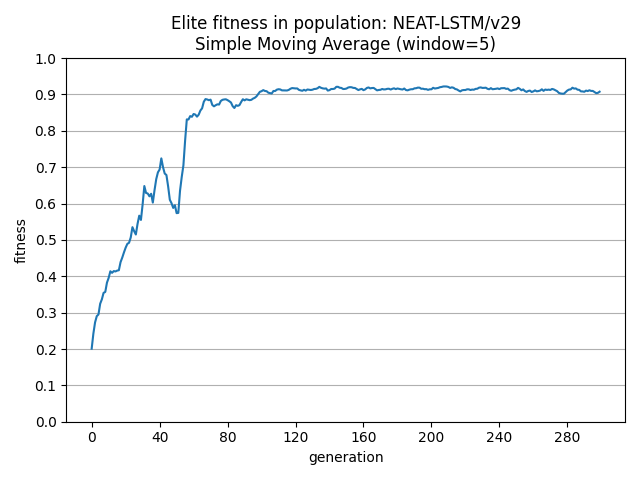 Elite fitness in population: NEAT-LSTM/v29
Simple Moving Average (window=5)
1.0
0.9
0.8
0.7
0.6
0.5
0.4
0.3
0.2
0.1
0.0
fitness
0 40 80 120 160 200 240 280
generation